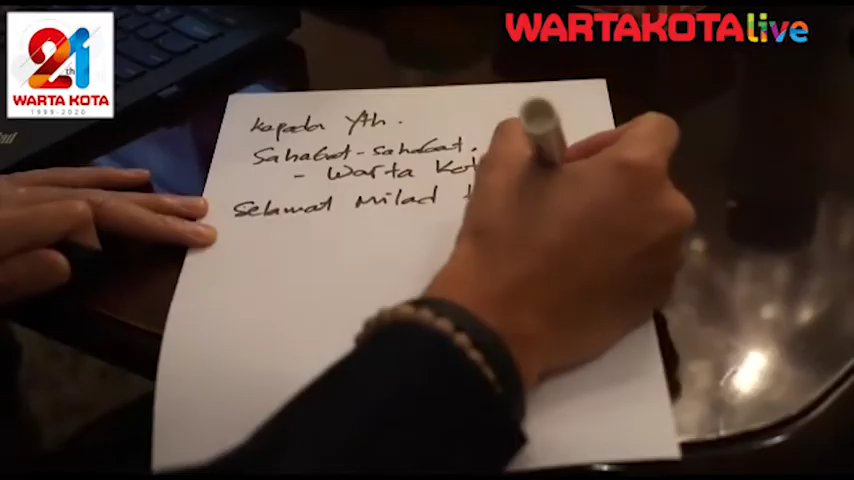 21
th
WARTA KOTA
1999-2020
WARTAKOTAlive
Kepada Yth.
Sahabat-sahabat.
- Warta Kot
Selamat Milad